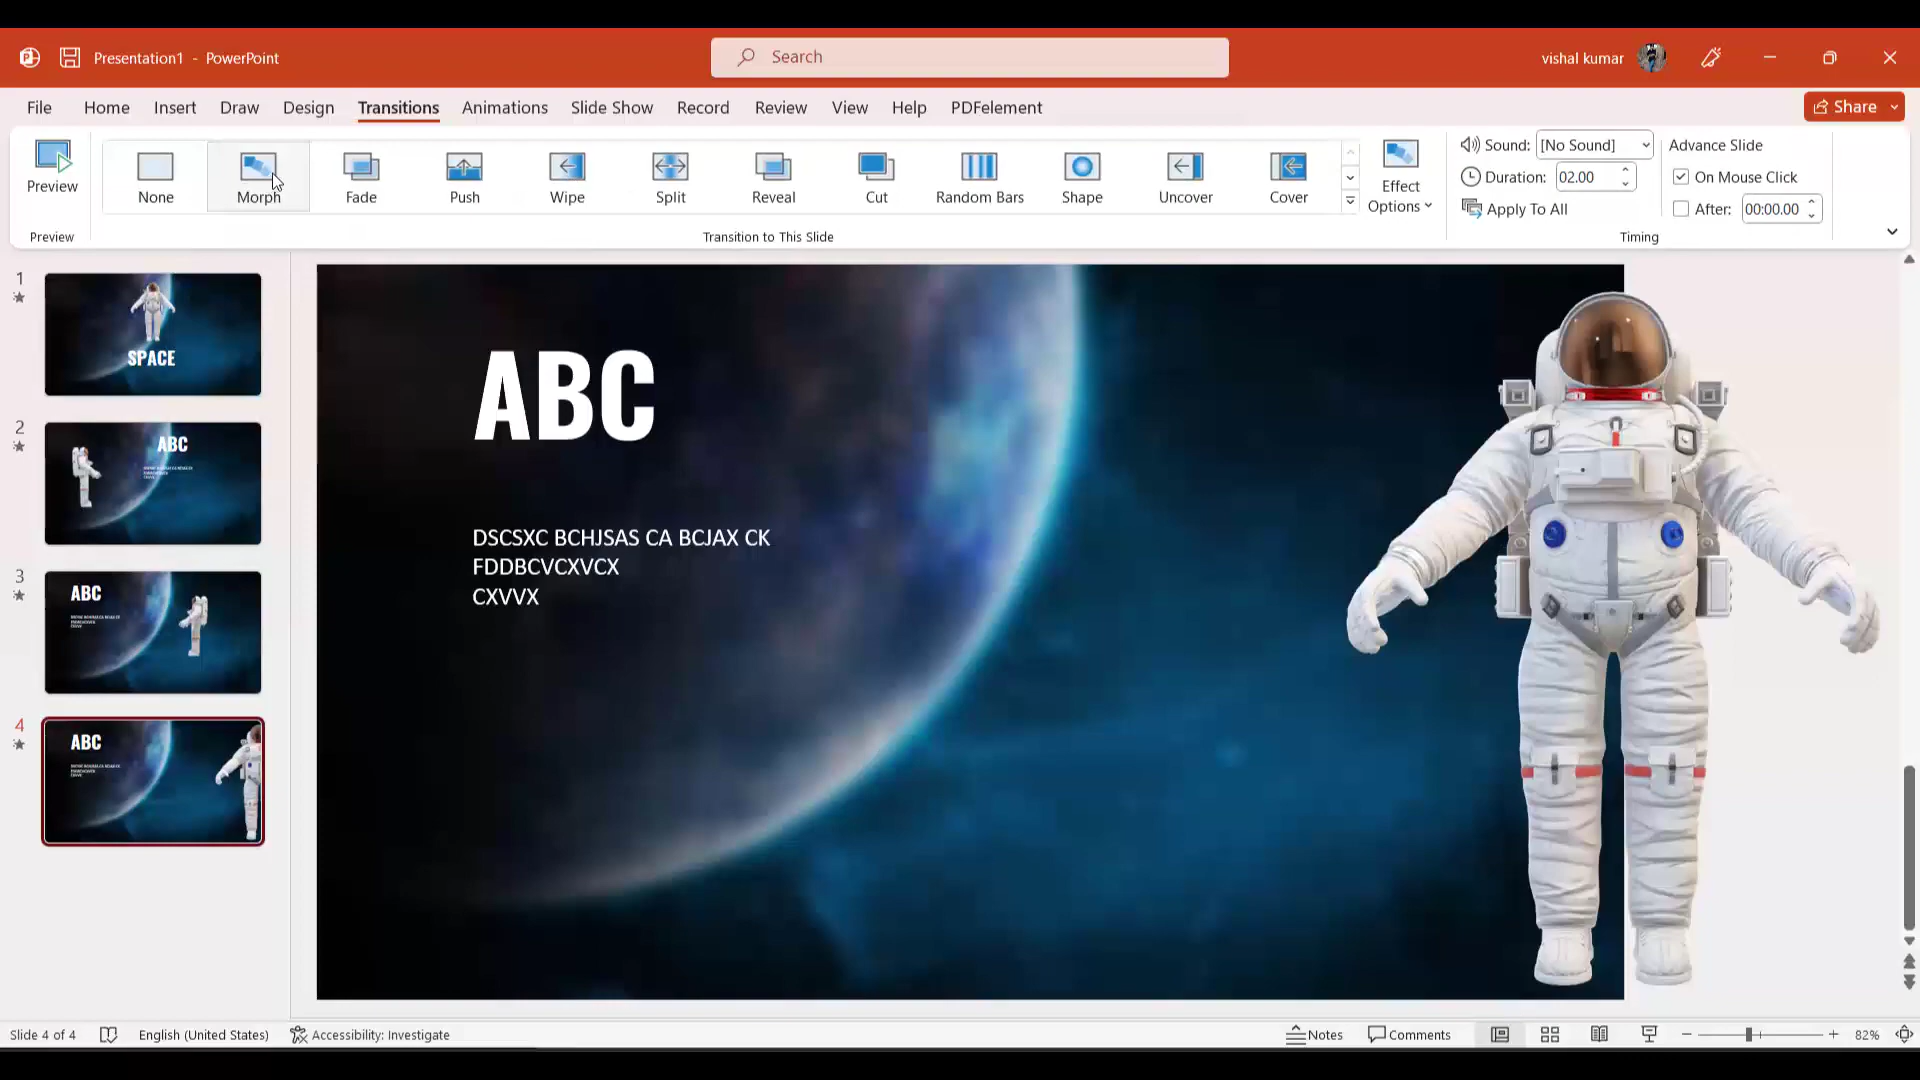 Presentation1 - PowerPoint
Search
vishal kumar
File Home Insert Draw Design Transitions Animations Slide Show Record Review View Help PDFelement
Share
Preview
None Morph Fade Push Wipe Split Reveal Cut Random Bars Shape Uncover Cover
Effect
Options
Sound: [No Sound]
Duration: 02.00
Apply To All
Advance Slide
On Mouse Click
After: 00:00.00
Preview
Transition to This Slide
Timing
1
SPACE
2
ABC
3
ABC
4
ABC
ABC
DSCSXC BCHJSAS CA BCJAX CK
FDDBCVCXVCX
CXVVX
Slide 4 of 4
English (United States)
Accessibility: Investigate
Notes
Comments
82%